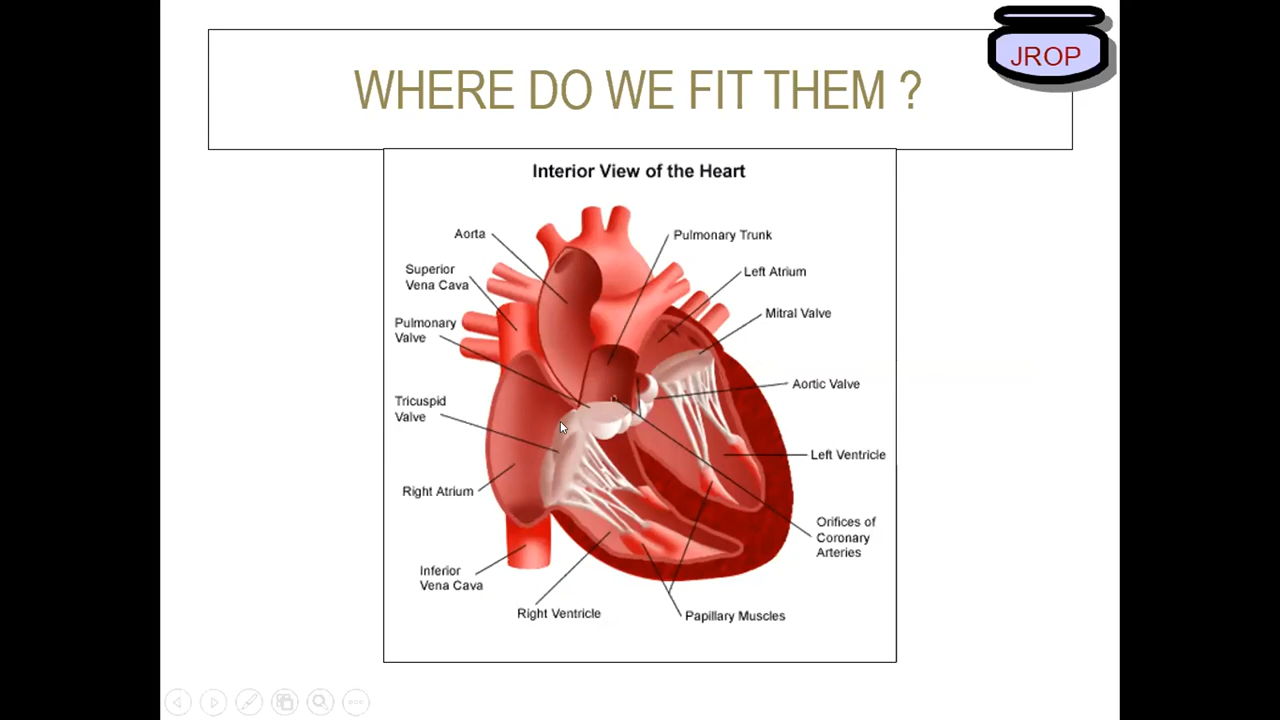 JROP
WHERE DO WE FIT THEM ?
Interior View of the Heart
Aorta
Pulmonary Trunk
Superior
Vena Cava
Left Atrium
Pulmonary
Valve
Mitral Valve
Aortic Valve
Tricuspid
Valve
Left Ventricle
Right Atrium
Orifices of
Coronary
Arteries
Inferior
Vena Cava
Right Ventricle
Papillary Muscles